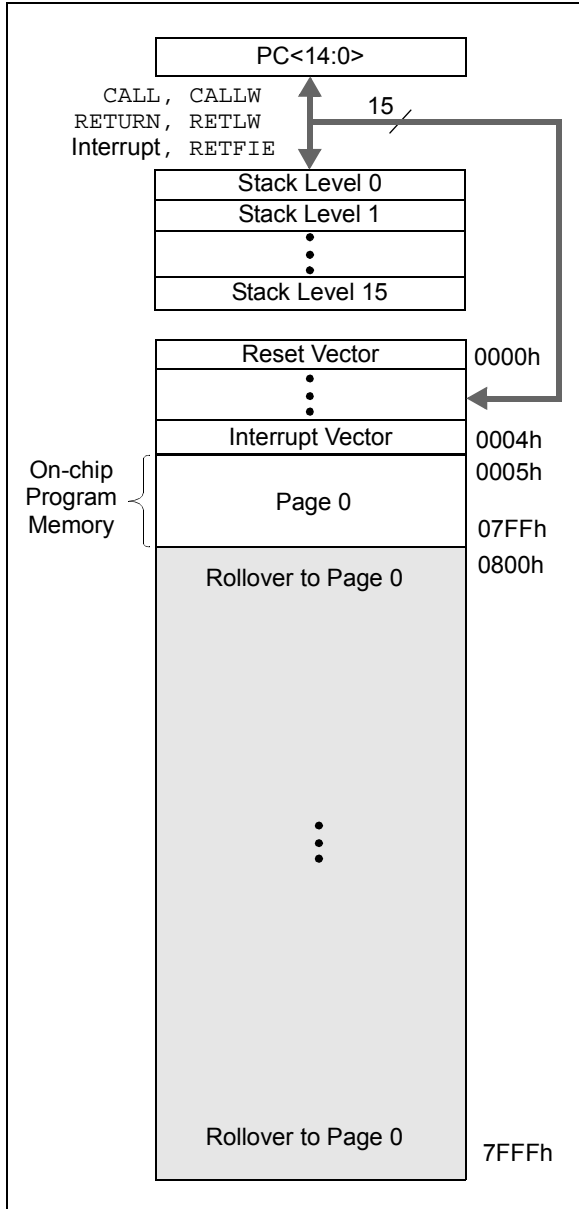 PC<14:0>
CALL, CALLW
RETURN, RETLW
Interrupt, RETFIE
15
Stack Level 0
Stack Level 1
Stack Level 15
Reset Vector
0000h
Interrupt Vector
0004h
On-chip
Program
Memory
Page 0
0005h
07FFh
Rollover to Page 0
0800h
Rollover to Page 0
7FFFh